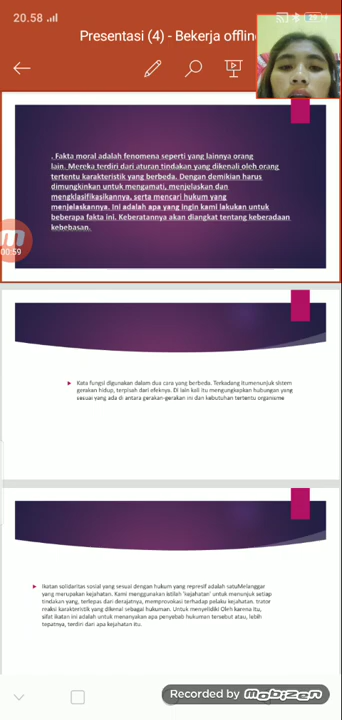 20.58
29
Presentasi (4) - Bekerja offlin
. Fakta moral adalah fenomena seperti yang lainnya orang
lain. Mereka terdiri dari aturan tindakan yang dikenali oleh orang
tertentu karakteristik yang berbeda. Dengan demikian harus
dimungkinkan untuk mengamati, menjelaskan dan
mengklasifikasikannya, serta mencari hukum yang
menjelaskannya. Ini adalah apa yang ingin kami lakukan untuk
beberapa fakta ini. Keberatannya akan diangkat tentang keberadaan
kebebasan.
00:59
Kata fungsi digunakan dalam dua cara yang berbeda. Terkadang itumenunjuk sistem
gerakan hidup, terpisah dari efeknya. Di lain kali itu mengungkapkan hubungan yang
sesuai yang ada di antara gerakan-gerakan ini dan kebutuhan tertentu organisme
Ikatan solidaritas sosial yang sesuai dengan hukum yang represif adalah satuMelanggar
yang merupakan kejahatan. Kami menggunakan istilah 'kejahatan' untuk menunjuk setiap
tindakan yang, terlepas dari derajatnya, memprovokasi terhadap pelaku kejahatan. trator
reaksi karakteristik yang dikenal sebagai hukuman. Untuk menyelidiki Oleh karena itu,
sifat ikatan ini adalah untuk menanyakan apa penyebab hukuman tersebut atau, lebih
tepatnya, terdiri dari apa kejahatan itu.
Recorded by mobizen